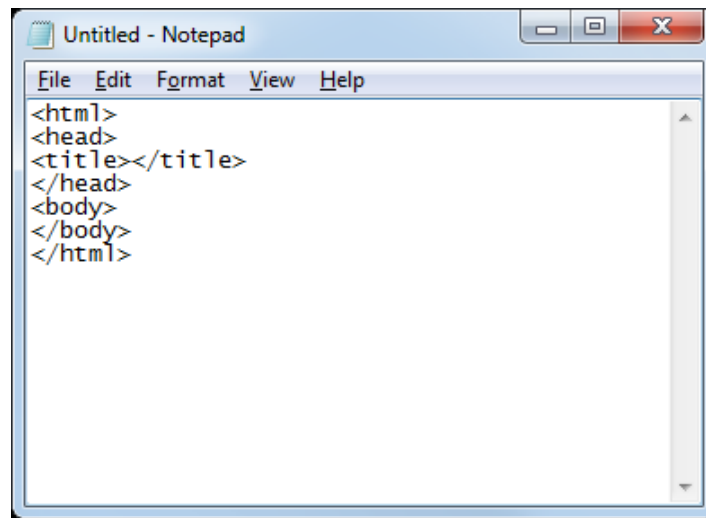 Untitled - Notepad
File Edit Format View Help
<html>
<head>
<title></title>
</head>
<body>
</body>
</html>